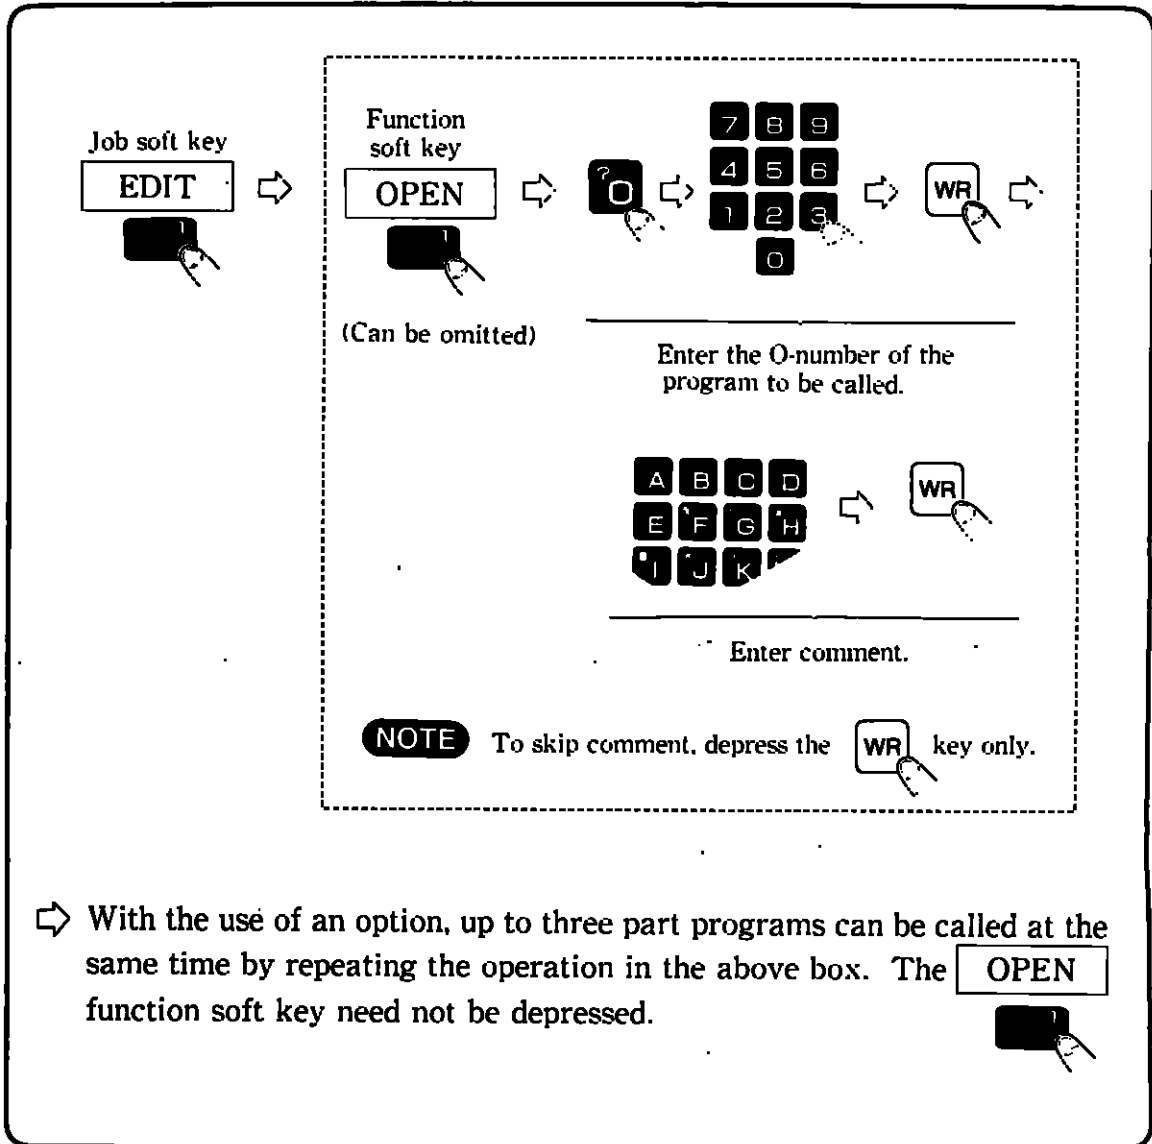 Job soft key
EDIT
1
Function
soft key
OPEN
1
(Can be omitted)
? O
7 8 9
4 5 6
1 2 3
0
WR
Enter the O-number of the
program to be called.
A B C D
E F G H
I J K
WR
Enter comment.
NOTE To skip comment, depress the WR key only.
With the use of an option, up to three part programs can be called at the
same time by repeating the operation in the above box. The OPEN
1
function soft key need not be depressed.